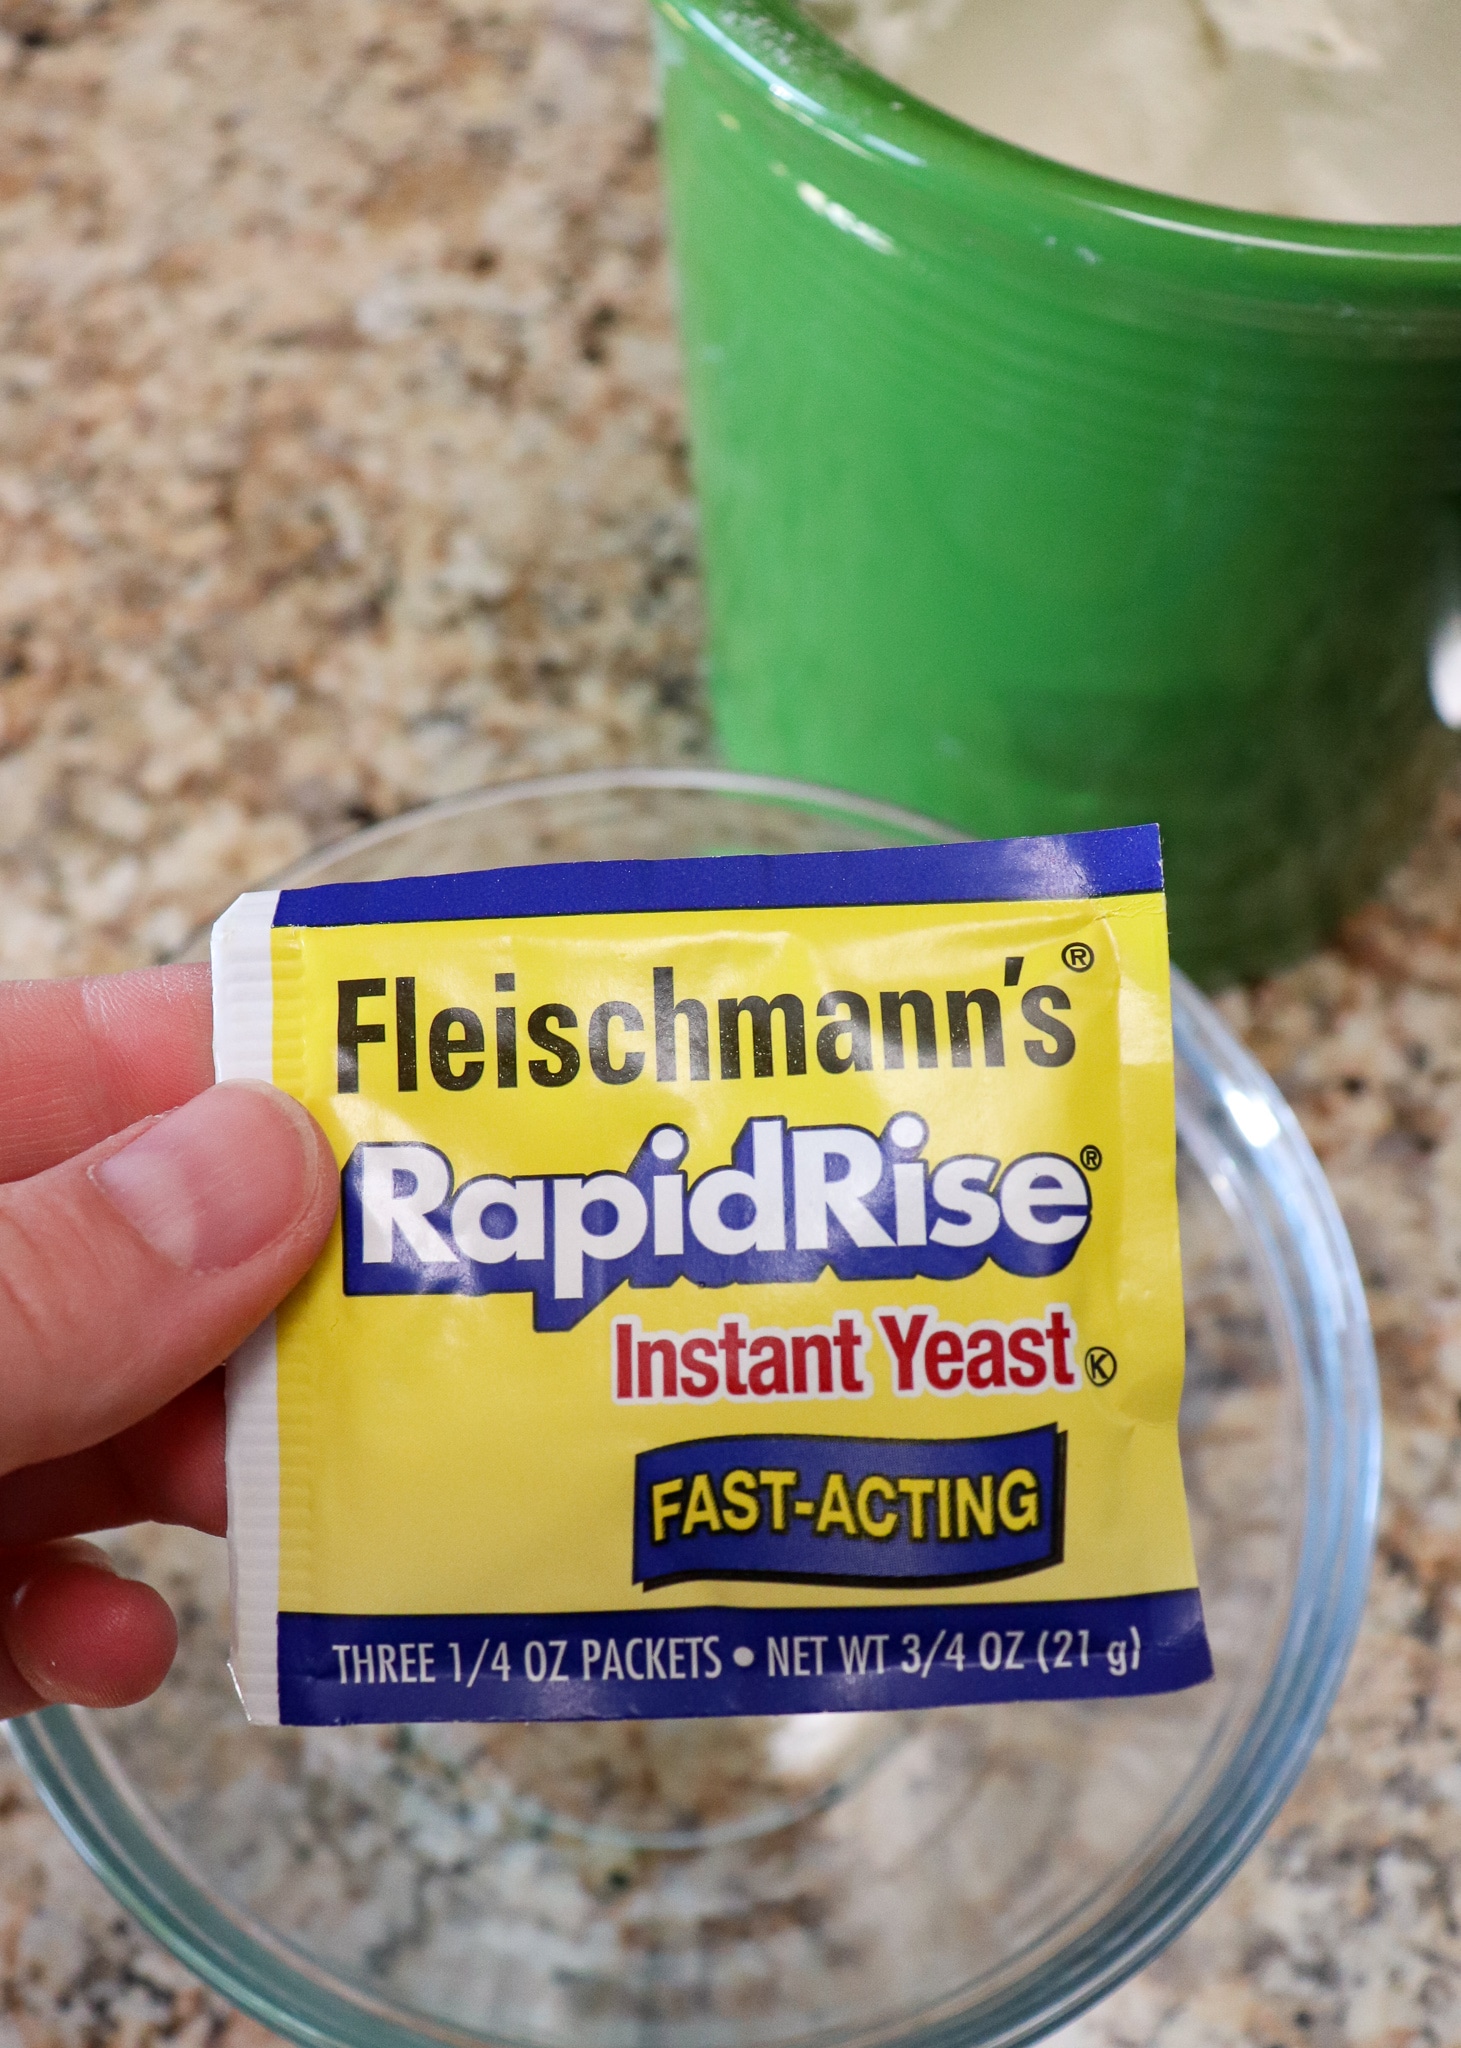 Fleischmann's®
RapidRise®
Instant Yeast Ⓚ
FAST-ACTING
THREE 1/4 OZ PACKETS • NET WT 3/4 OZ (21 g)